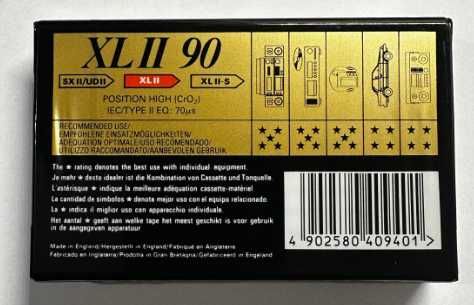 XL II 90
SX II/UD II XL II XL II-S
POSITION HIGH (CrO₂)
IEC/TYPE II EQ.: 70μs
RECOMMENDED USE/
EMPFOHLENE EINSATZMÖGLICHKEITEN/
ADEQUATION OPTIMALE/USO RECOMENDADO/
UTILIZO RACCOMANDATO/AANBEVOLEN GEBRUIK
The ★ rating denotes the best use with individual equipment.
Je mehr ★ desto idealer ist die Kombination von Cassette und Tonquelle.
L'astérisque ★ indique la meilleure adéquation cassette-matériel
La cantidad de simbolos ★ denota mejor uso con el equipo relacionado.
La ★ indica il miglior uso con apparecchio individuale.
Het aantal ★ geeft aan welke tape het meest geschikt is voor gebruik
in de aangegeven apparatuur
Made in England/Hergestellt in England/Fabriqué en Angleterre
Fabricado en Inglaterra/Prodotta in Gran Bretagna/Gefabriceerd in Engeland
4 902580 409401 >